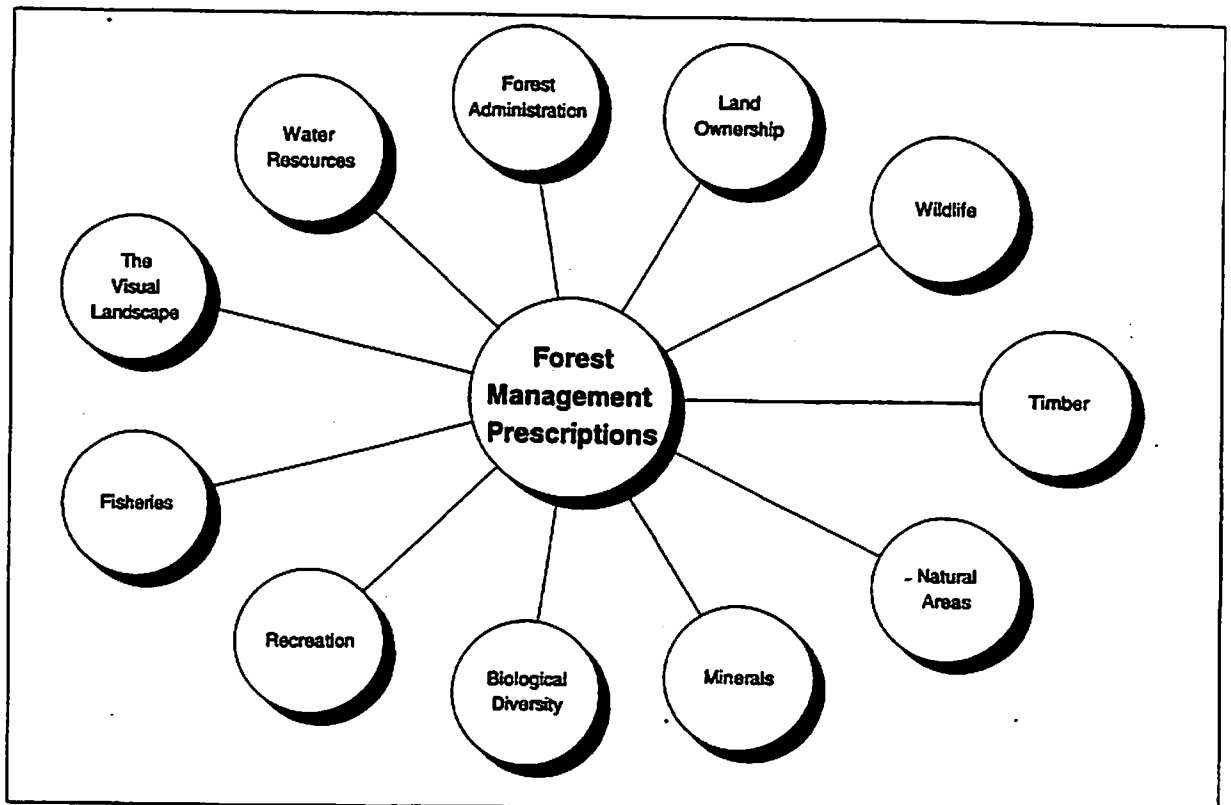 Forest
Administration
Land
Ownership
Water
Resources
Wildlife
The
Visual
Landscape
Forest
Management
Prescriptions
Timber
Fisheries
Natural
Areas
Recreation
Biological
Diversity
Minerals